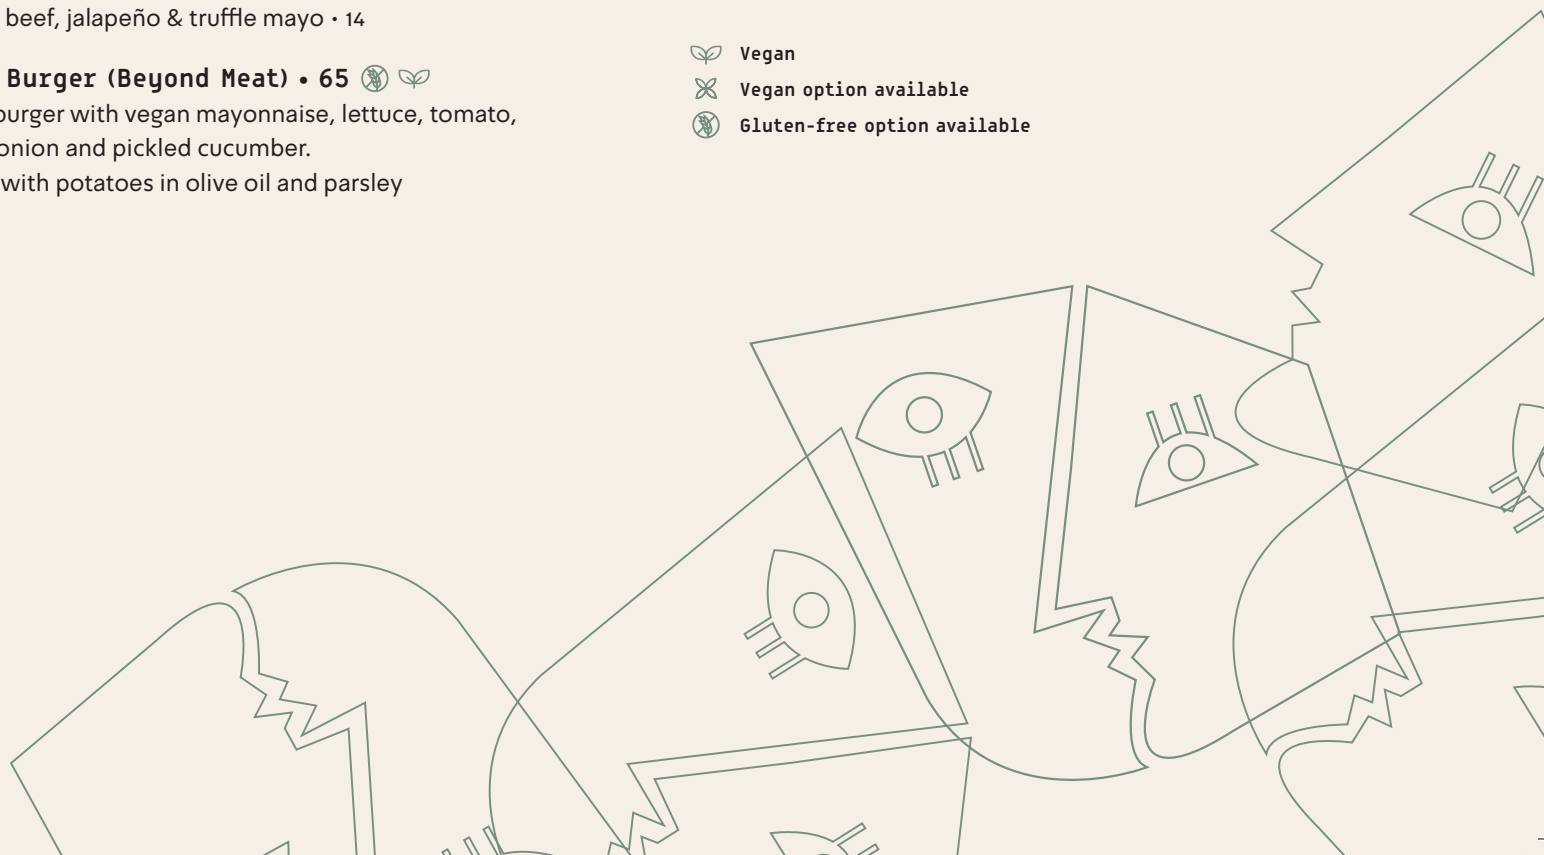 beef, jalapeño & truffle mayo • 14
Burger (Beyond Meat) • 65
burger with vegan mayonnaise, lettuce, tomato,
onion and pickled cucumber.
with potatoes in olive oil and parsley
Vegan
Vegan option available
Gluten-free option available